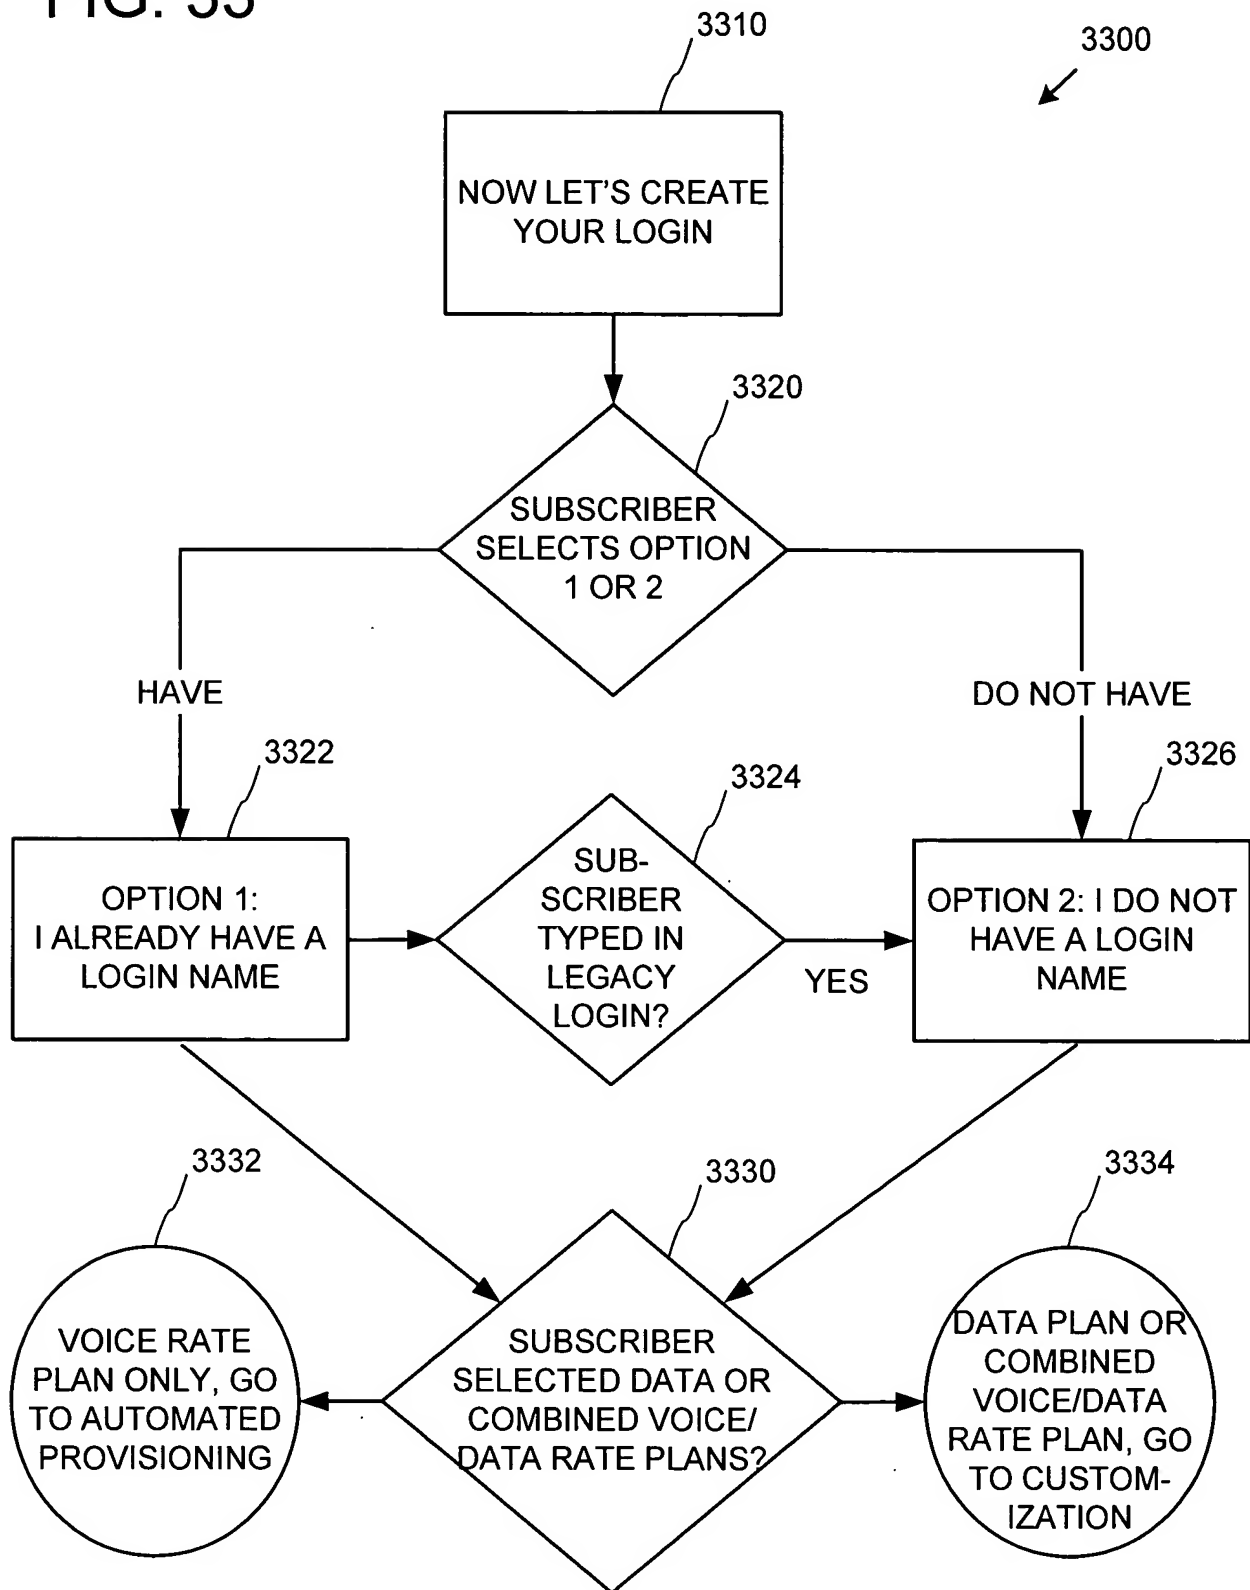 FIG. 33
3310
3300
NOW LET'S CREATE
YOUR LOGIN
3320
SUBSCRIBER
SELECTS OPTION
1 OR 2
HAVE
DO NOT HAVE
3322
3324
3326
OPTION 1:
I ALREADY HAVE A
LOGIN NAME
SUB-
SCRIBER
TYPED IN
LEGACY
LOGIN?
YES
OPTION 2: I DO NOT
HAVE A LOGIN
NAME
3332
3330
3334
VOICE RATE
PLAN ONLY, GO
TO AUTOMATED
PROVISIONING
SUBSCRIBER
SELECTED DATA OR
COMBINED VOICE/
DATA RATE PLANS?
DATA PLAN OR
COMBINED
VOICE/DATA
RATE PLAN, GO
TO CUSTOM-
IZATION